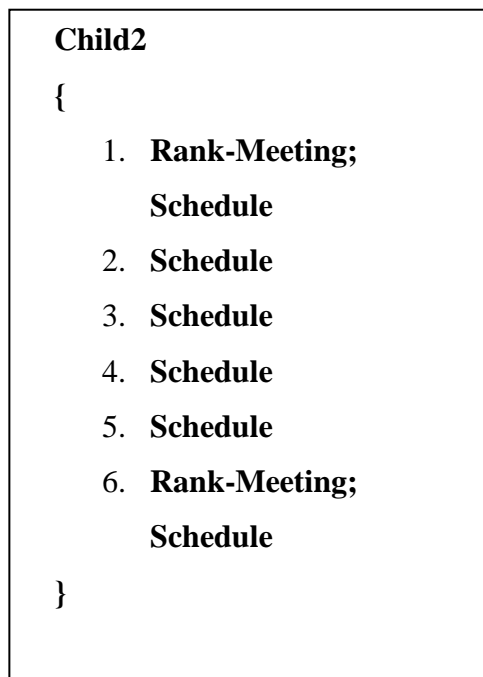 Child2
{
1. Rank-Meeting;
Schedule
2. Schedule
3. Schedule
4. Schedule
5. Schedule
6. Rank-Meeting;
Schedule
}